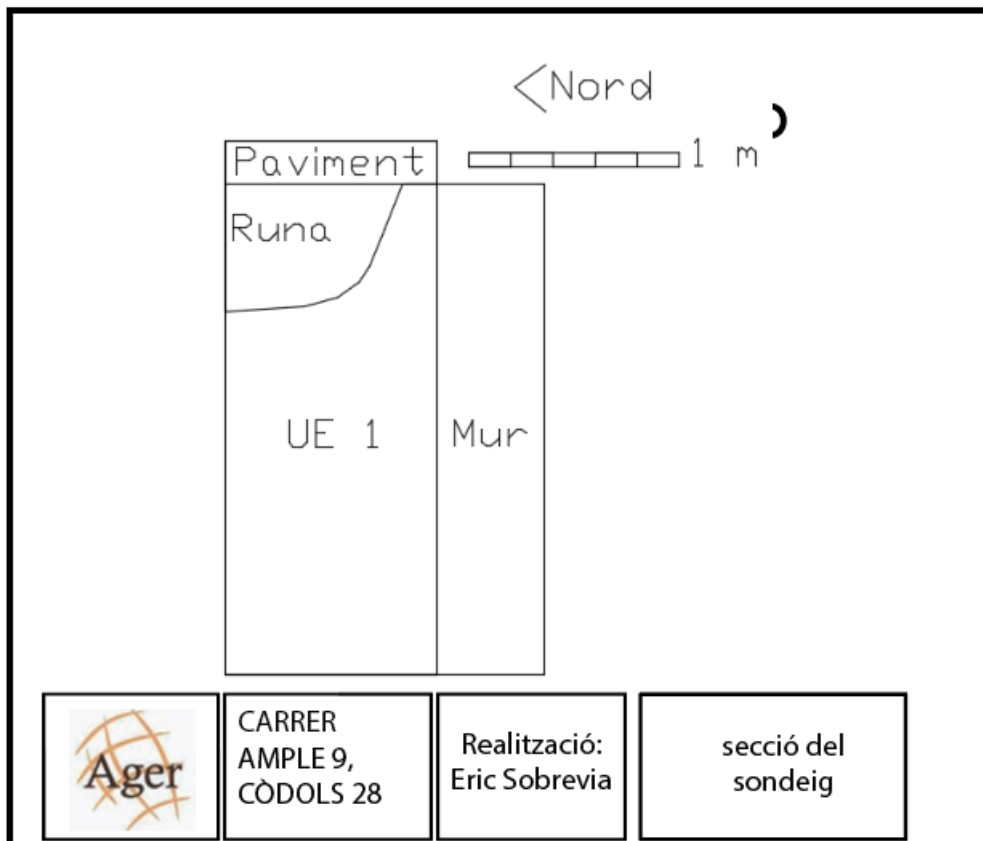 Nord
1 m
Paviment
Runa
UE 1
Mur
Ager
CARRER
AMPLE 9,
CÒDOLS 28
Realització:
Eric Sobrevia
secció del
sondeig